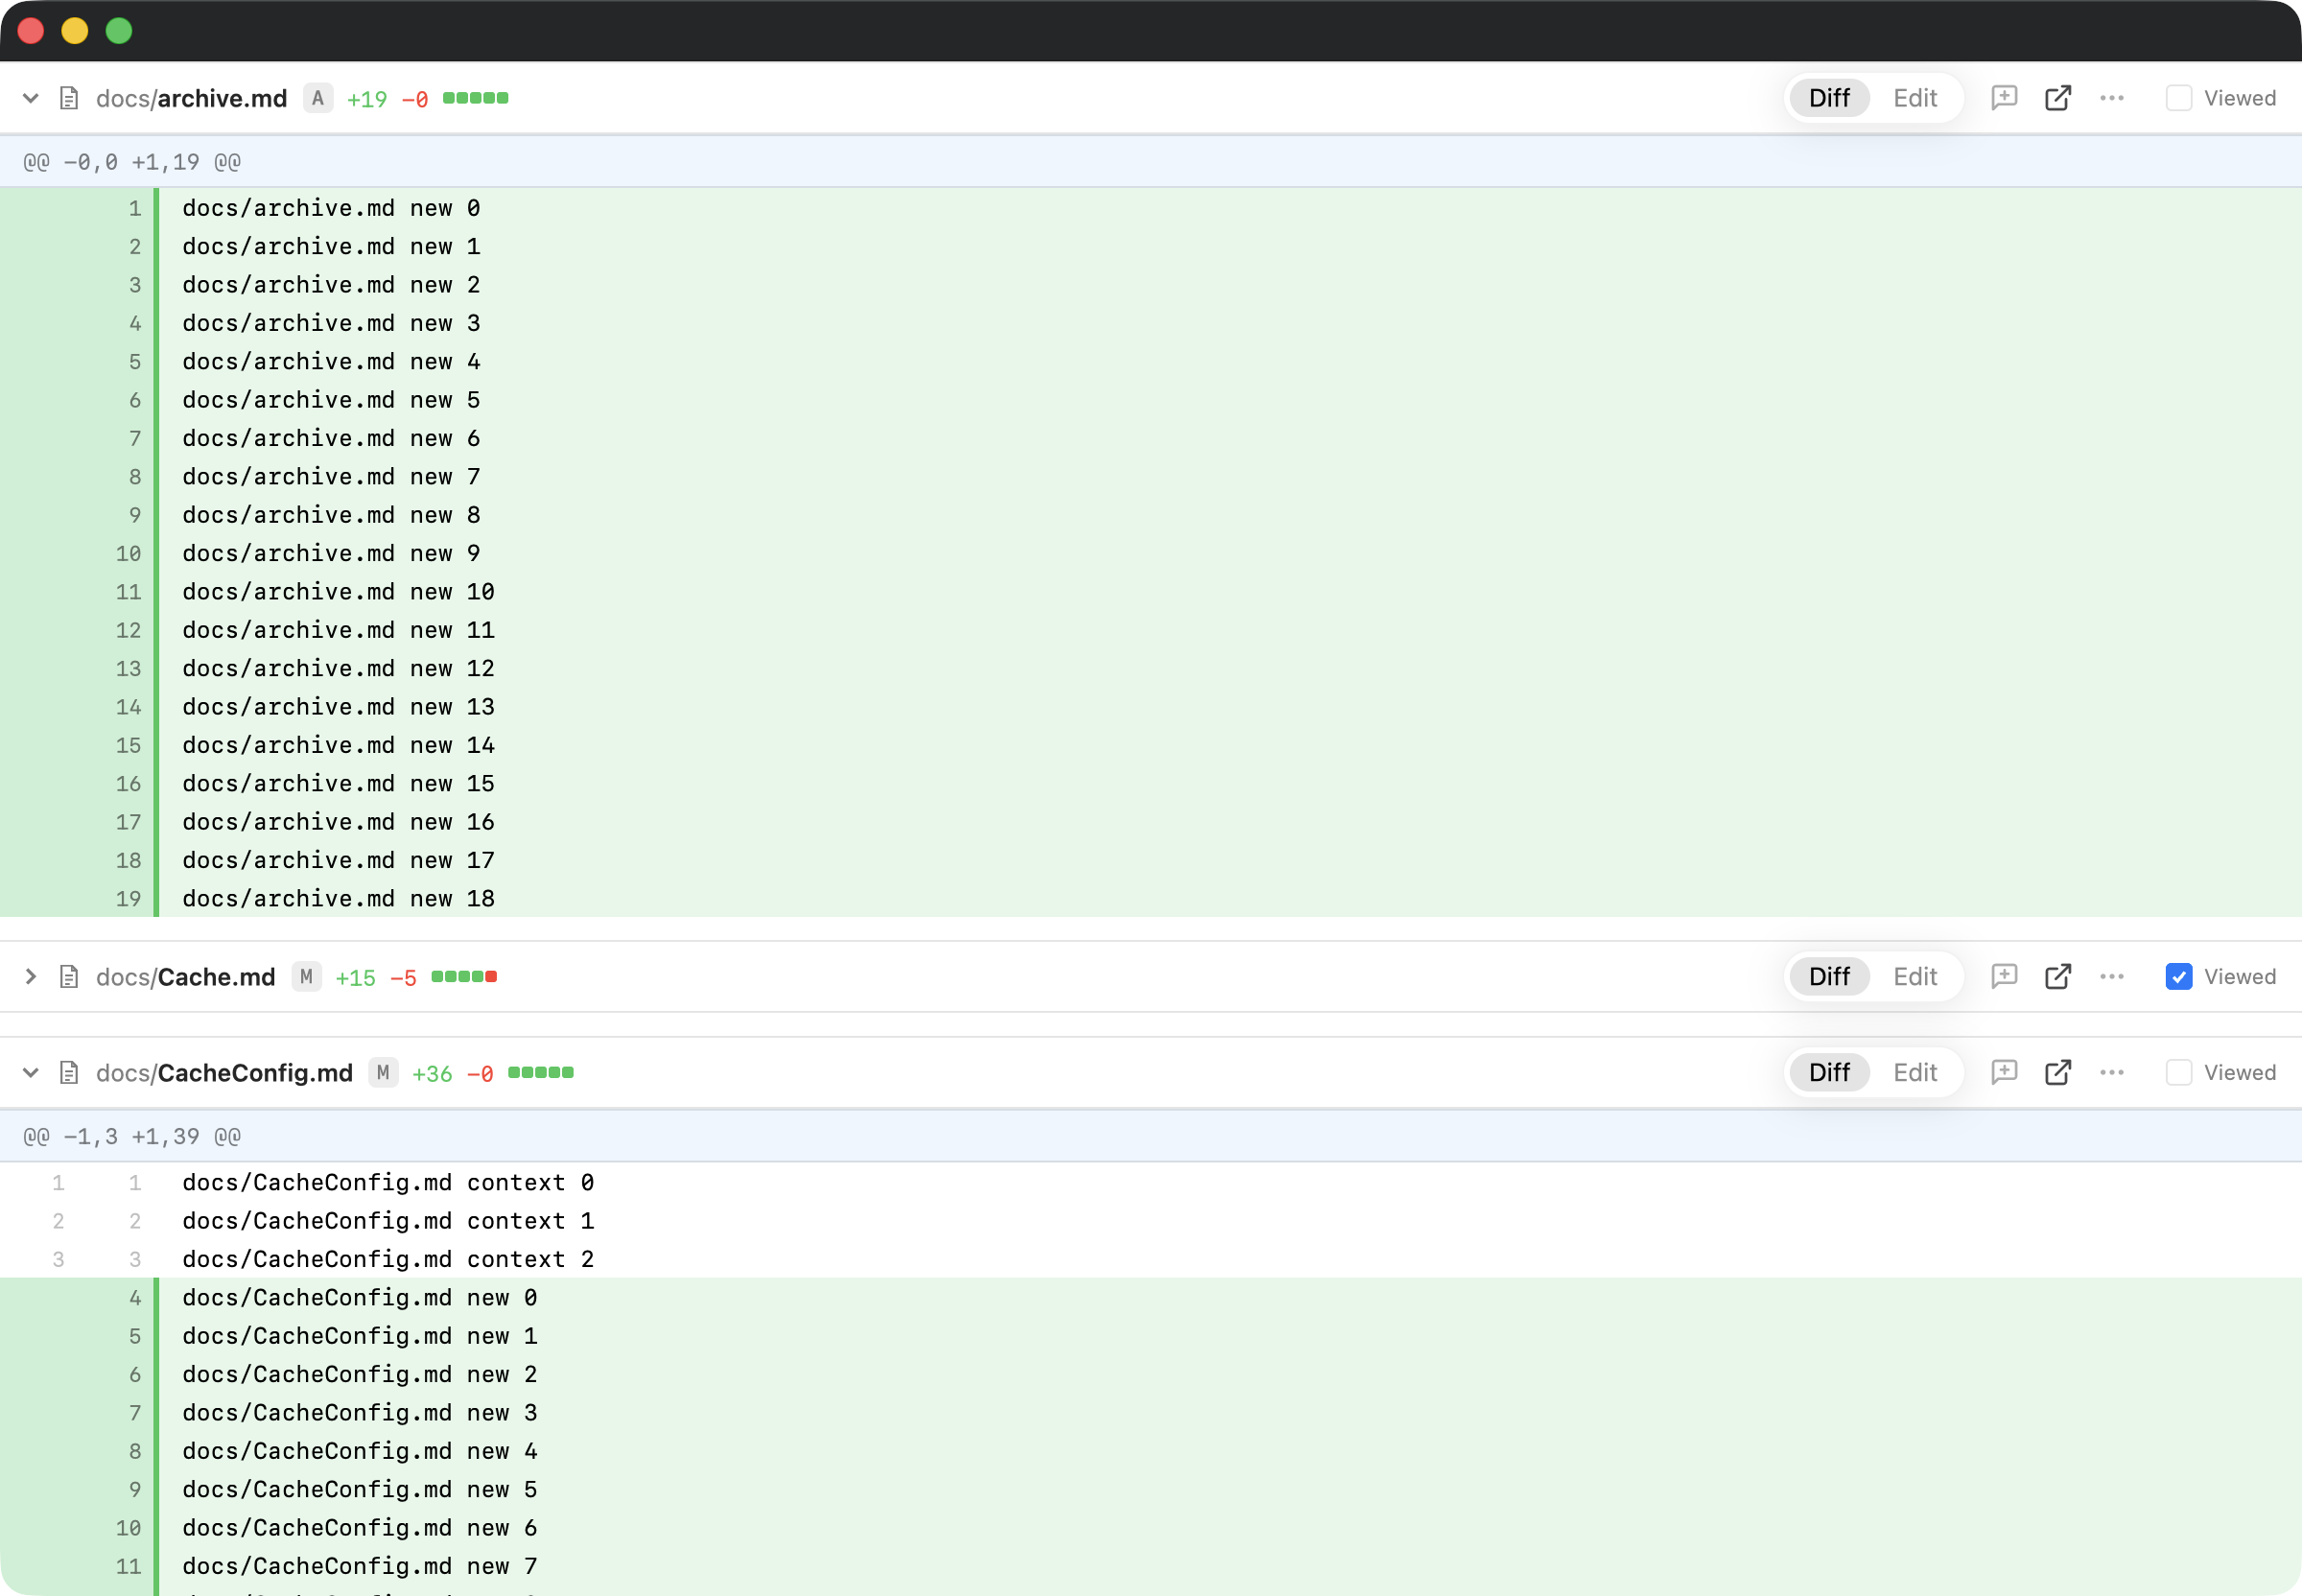 docs/archive.md A +19 −0 Diff Edit Viewed
@@ −0,0 +1,19 @@
1 docs/archive.md new 0
2 docs/archive.md new 1
3 docs/archive.md new 2
4 docs/archive.md new 3
5 docs/archive.md new 4
6 docs/archive.md new 5
7 docs/archive.md new 6
8 docs/archive.md new 7
9 docs/archive.md new 8
10 docs/archive.md new 9
11 docs/archive.md new 10
12 docs/archive.md new 11
13 docs/archive.md new 12
14 docs/archive.md new 13
15 docs/archive.md new 14
16 docs/archive.md new 15
17 docs/archive.md new 16
18 docs/archive.md new 17
19 docs/archive.md new 18
docs/Cache.md M +15 −5 Diff Edit Viewed
docs/CacheConfig.md M +36 −0 Diff Edit Viewed
@@ −1,3 +1,39 @@
1 1 docs/CacheConfig.md context 0
2 2 docs/CacheConfig.md context 1
3 3 docs/CacheConfig.md context 2
4 docs/CacheConfig.md new 0
5 docs/CacheConfig.md new 1
6 docs/CacheConfig.md new 2
7 docs/CacheConfig.md new 3
8 docs/CacheConfig.md new 4
9 docs/CacheConfig.md new 5
10 docs/CacheConfig.md new 6
11 docs/CacheConfig.md new 7